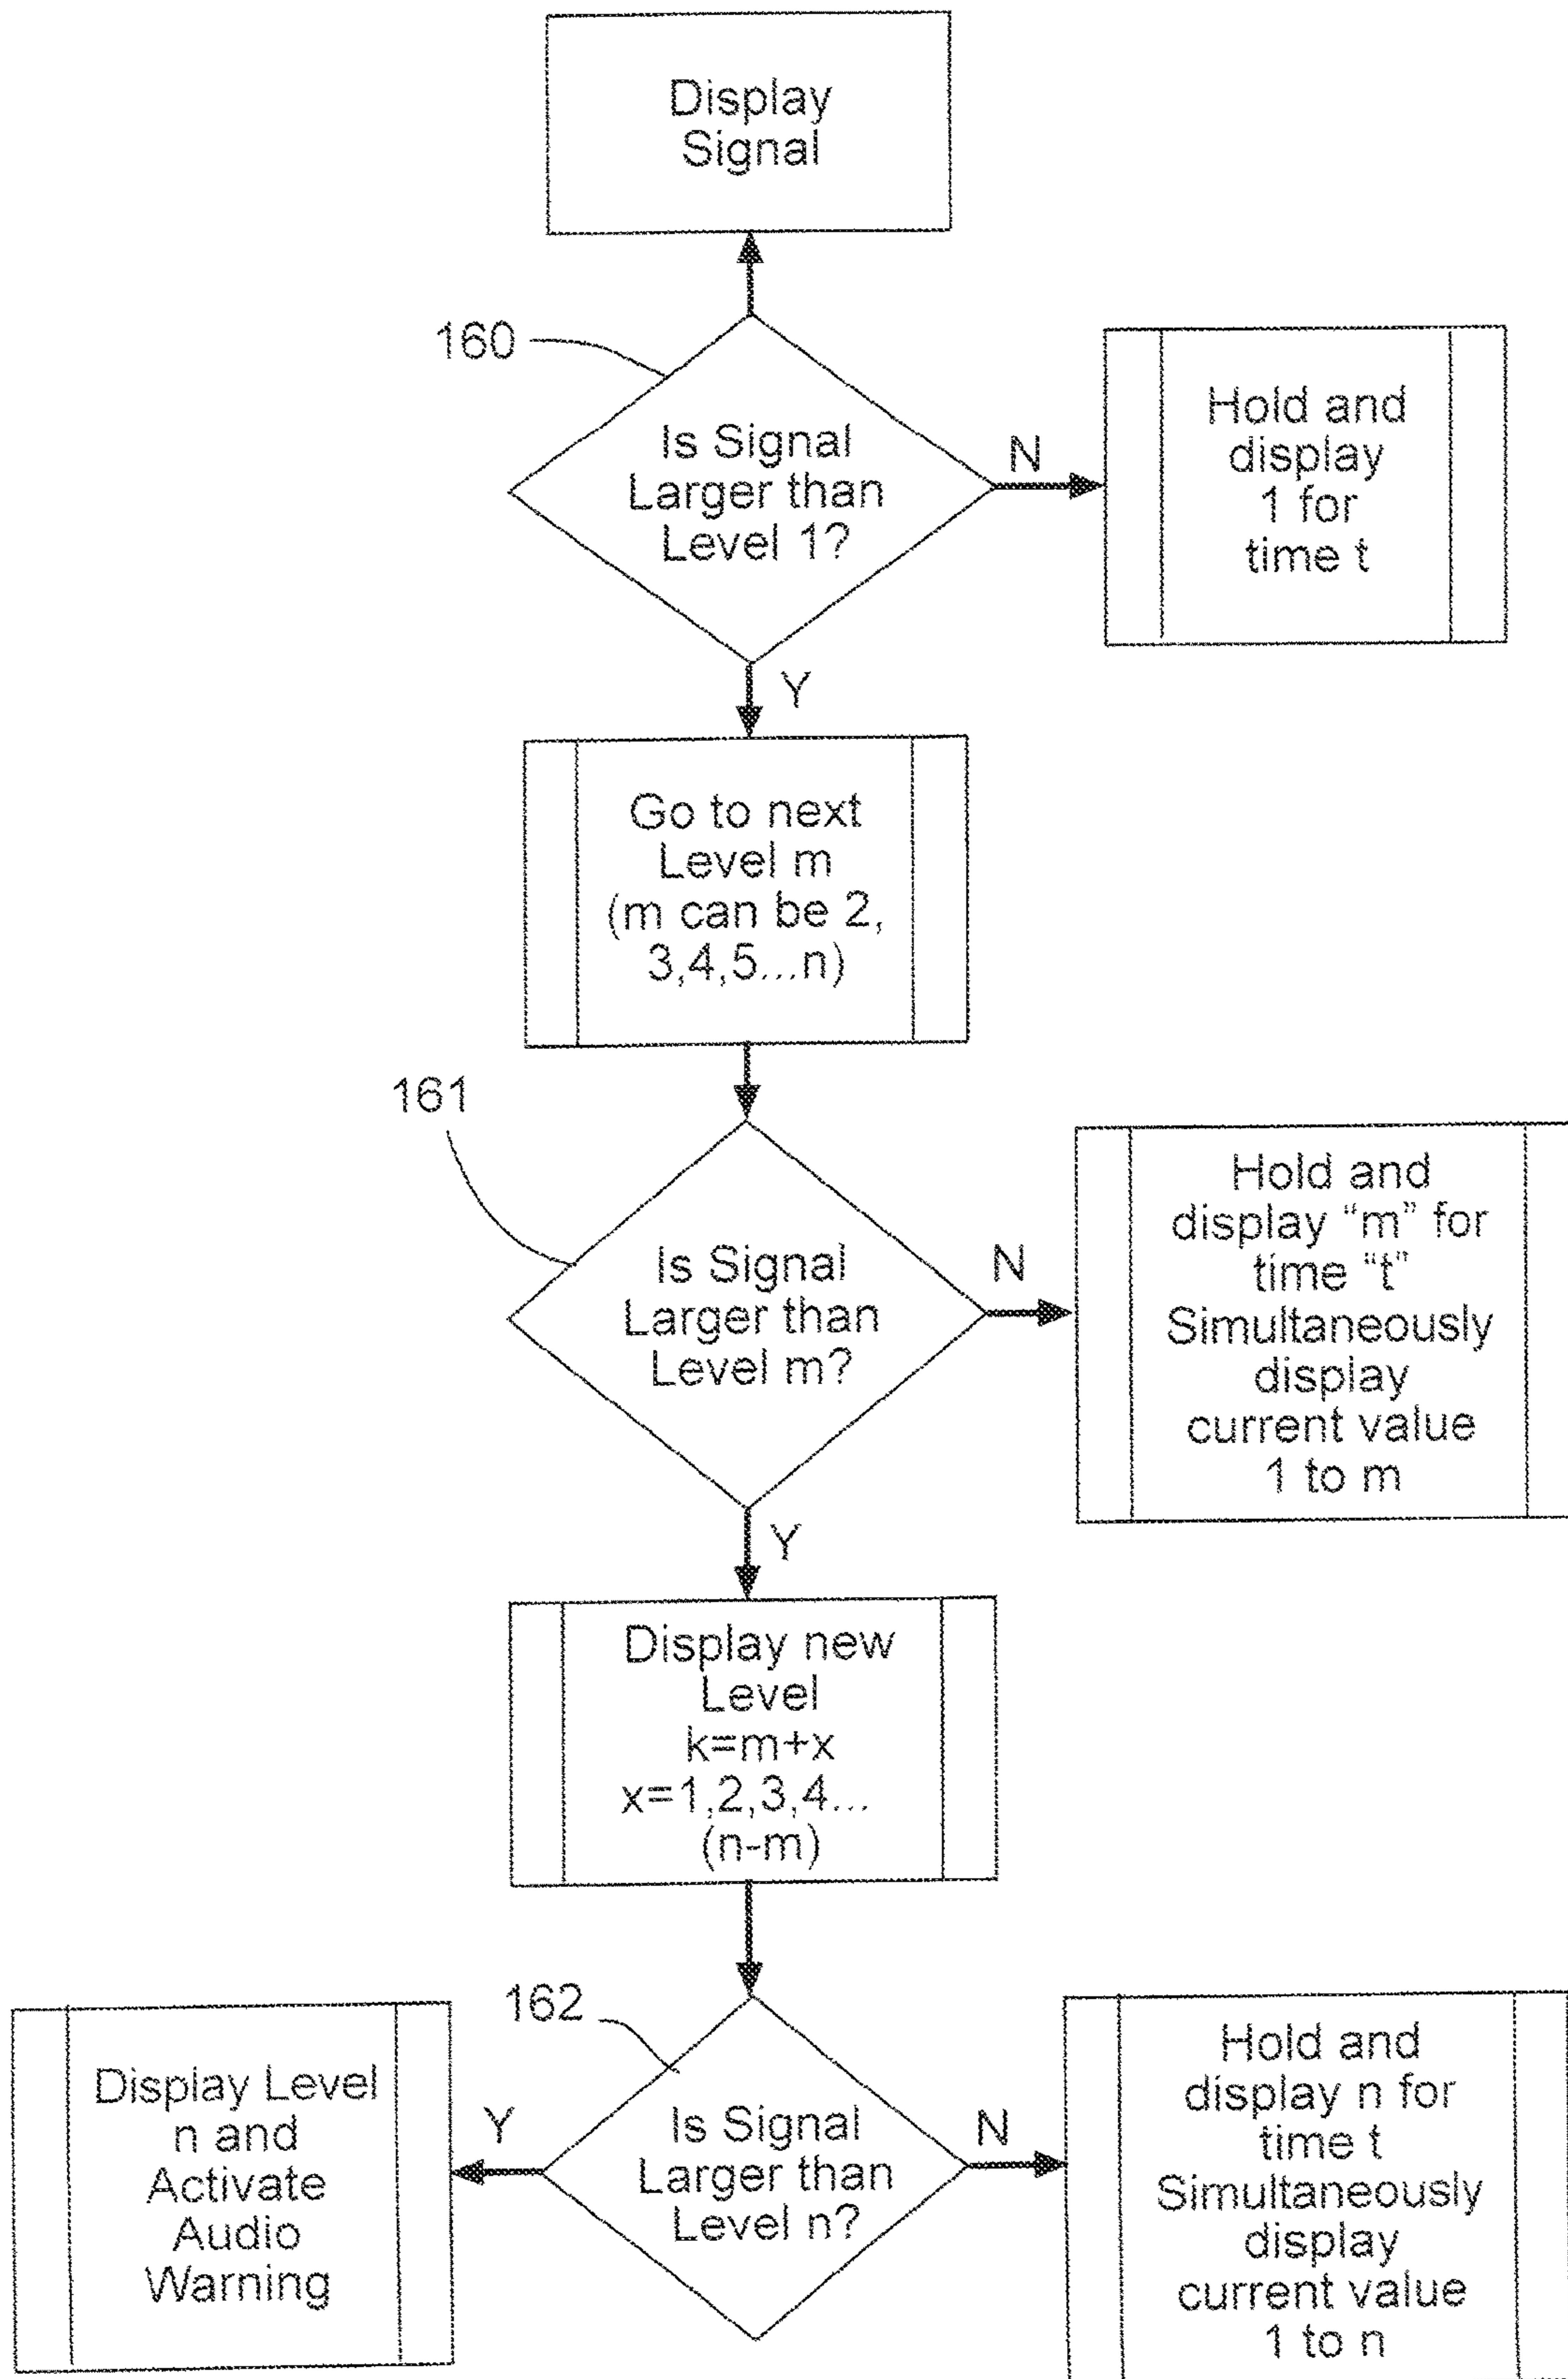 Display
Signal
160
Is Signal
Larger than
Level 1?
N
Hold and
display
1 for
time t
Y
Go to next
Level m
(m can be 2,
3,4,5...n)
161
Is Signal
Larger than
Level m?
N
Hold and
display “m” for
time “t”
Simultaneously
display
current value
1 to m
Y
Display new
Level
k=m+x
x=1,2,3,4...
(n-m)
162
Display Level
n and
Activate
Audio
Warning
Y
Is Signal
Larger than
Level n?
N
Hold and
display n for
time t
Simultaneously
display
current value
1 to n